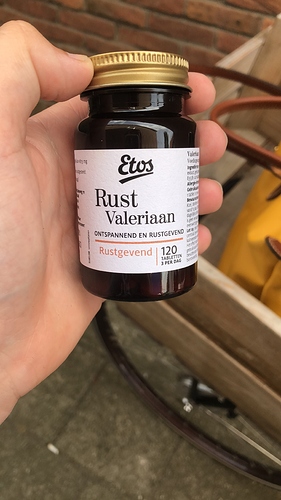 Etos
Rust
Valeriaan
ONTSPANNEND EN RUSTGEVEND
Rustgevend
120
TABLETTEN
3 PER DAG